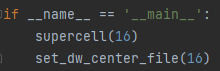 if __name__ == '__main__':
    supercell(16)
    set_dw_center_file(16)